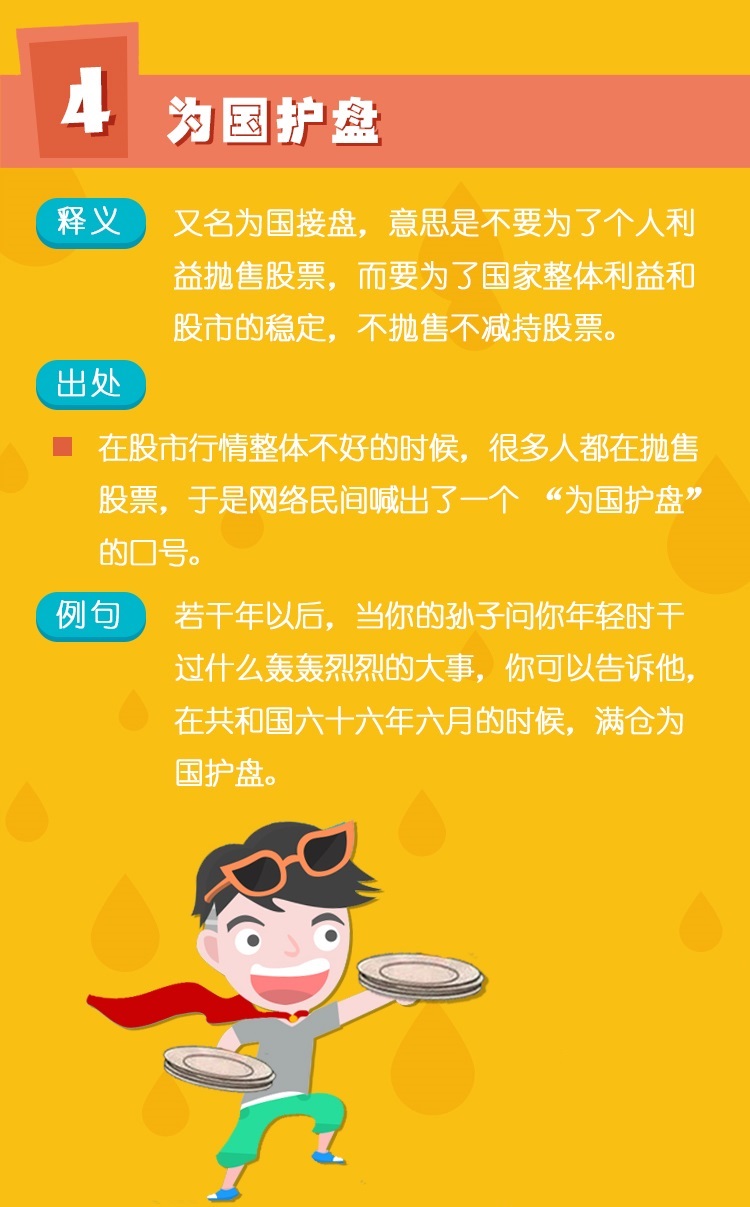 4
为国护盘
释义
又名为国接盘，意思是不要为了个人利
益抛售股票，而要为了国家整体利益和
股市的稳定，不抛售不减持股票。
出处
在股市行情整体不好的时候，很多人都在抛售
股票，于是网络民间喊出了一个 “为国护盘”
的口号。
例句
若干年以后，当你的孙子问你年轻时干
过什么轰轰烈烈的大事，你可以告诉他，
在共和国六十六年六月的时候，满仓为
国护盘。